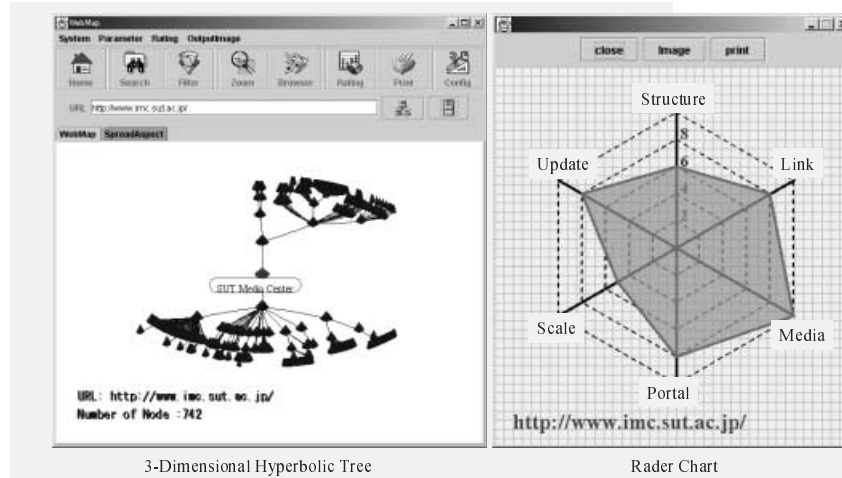 WebMap
System Parameter Rating OutputImage
Home Search Filter Zoom Browser Rating Print Config
URL http://www.imc.sut.ac.jp/
WebMap SpreadAspect
SUT Media Center
URL: http://www.imc.sut.ac.jp/
Number of Node :742
3-Dimensional Hyperbolic Tree
close Image print
Structure
8
Update
6
Link
4
2
Scale
Media
Portal
http://www.imc.sut.ac.jp/
Rader Chart